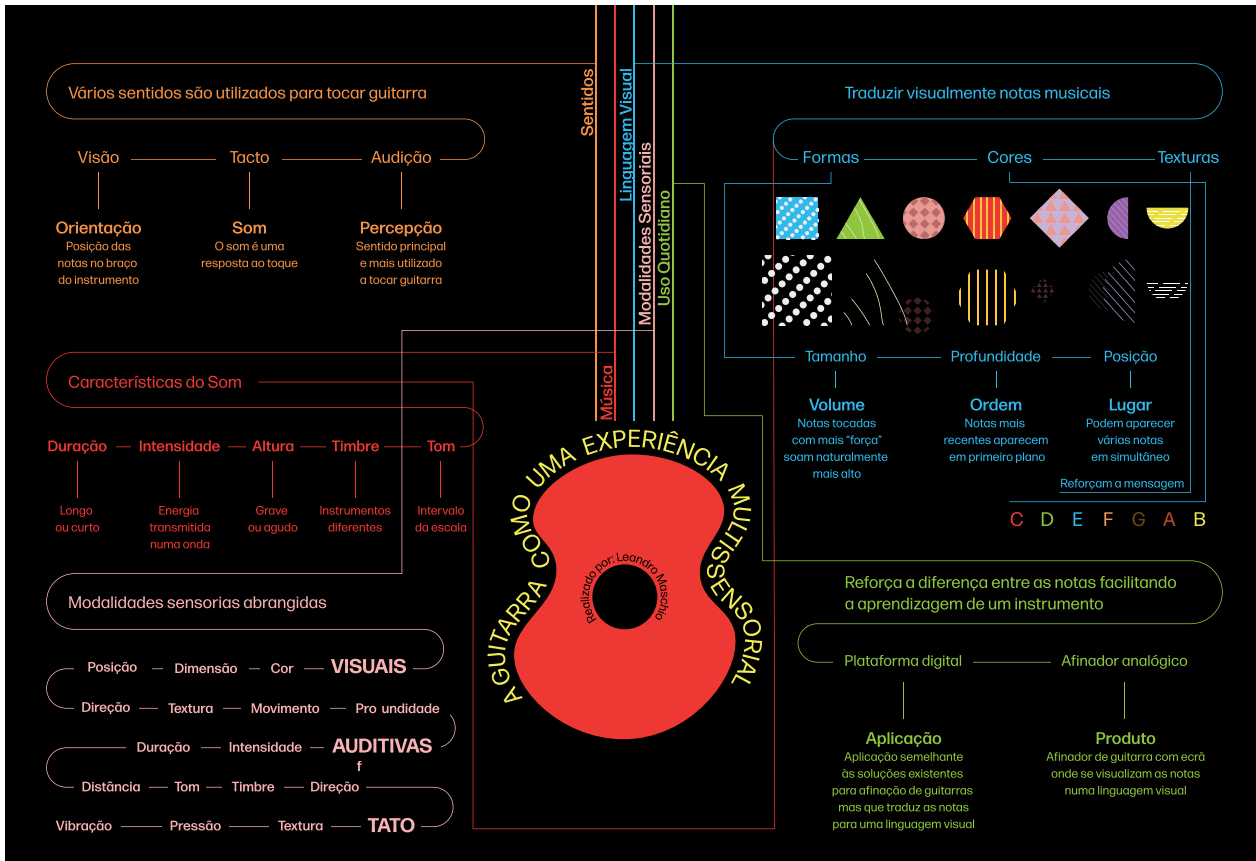 Sentidos
Linguagem Visual
Modalidades Sensoriais
Uso Quotidiano
Música
Vários sentidos são utilizados para tocar guitarra
Visão
Tacto
Audição
Orientação
Posição das
notas no braço
do instrumento
Som
O som é uma
resposta ao toque
Percepção
Sentido principal
e mais utilizado
a tocar guitarra
Características do Som
Duração
Intensidade
Altura
Timbre
Tom
Longo
ou curto
Energia
transmitida
numa onda
Grave
ou agudo
Instrumentos
diferentes
Intervalo
da escala
Modalidades sensorias abrangidas
Posição
Dimensão
Cor
VISUAIS
Direção
Textura
Movimento
Pro undidade
Duração
Intensidade
AUDITIVAS
f
Distância
Tom
Timbre
Direção
Vibração
Pressão
Textura
TATO
A GUITARRA COMO UMA EXPERIÊNCIA MULTISSENSORIAL
Realizado por: Leandro Maschio
Traduzir visualmente notas musicais
Formas
Cores
Texturas
Tamanho
Profundidade
Posição
Volume
Notas tocadas
com mais “força”
soam naturalmente
mais alto
Ordem
Notas mais
recentes aparecem
em primeiro plano
Lugar
Podem aparecer
várias notas
em simultâneo
Reforçam a mensagem
C D E F G A B
Reforça a diferença entre as notas facilitando
a aprendizagem de um instrumento
Plataforma digital
Afinador analógico
Aplicação
Aplicação semelhante
às soluções existentes
para afinação de guitarras
mas que traduz as notas
para uma linguagem visual
Produto
Afinador de guitarra com ecrã
onde se visualizam as notas
numa linguagem visual